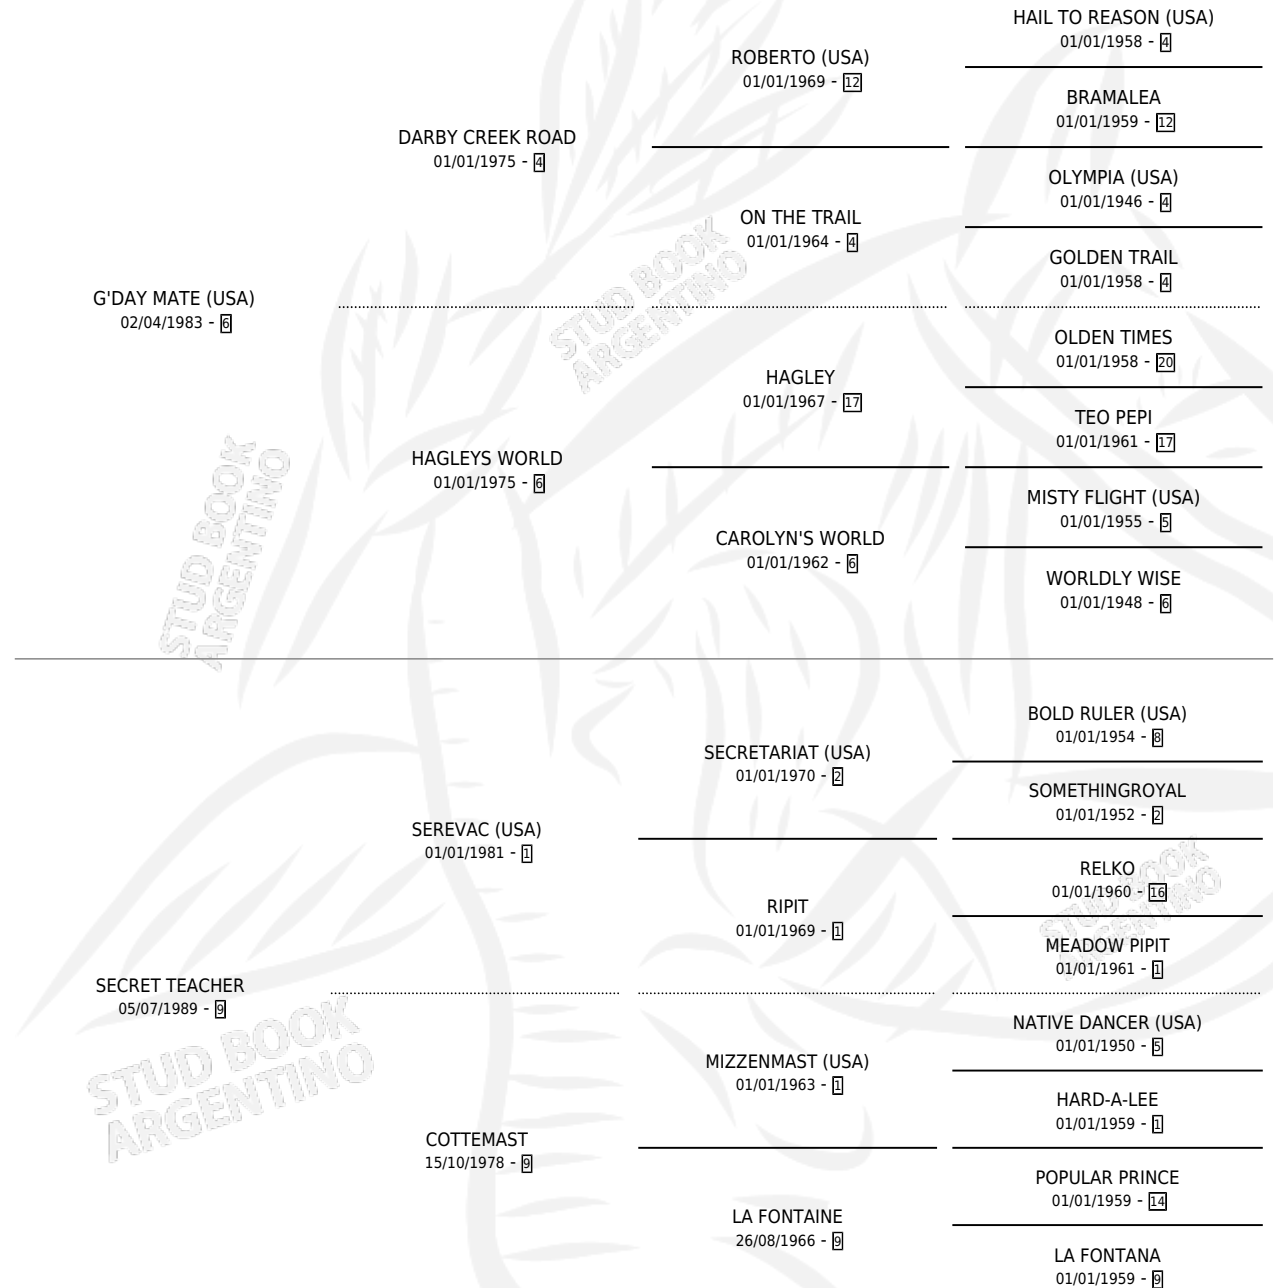 HAIL TO REASON (USA)
01/01/1958 - 4
ROBERTO (USA)
01/01/1969 - 12
BRAMALEA
01/01/1959 - 12
DARBY CREEK ROAD
01/01/1975 - 4
OLYMPIA (USA)
01/01/1946 - 4
ON THE TRAIL
01/01/1964 - 4
GOLDEN TRAIL
01/01/1958 - 4
G'DAY MATE (USA)
02/04/1983 - 6
OLDEN TIMES
01/01/1958 - 20
HAGLEY
01/01/1967 - 17
TEO PEPI
01/01/1961 - 17
HAGLEYS WORLD
01/01/1975 - 6
MISTY FLIGHT (USA)
01/01/1955 - 5
CAROLYN'S WORLD
01/01/1962 - 6
WORLDLY WISE
01/01/1948 - 6
BOLD RULER (USA)
01/01/1954 - 8
SECRETARIAT (USA)
01/01/1970 - 2
SOMETHINGROYAL
01/01/1952 - 2
SEREVAC (USA)
01/01/1981 - 1
RELKO
01/01/1960 - 16
RIPIT
01/01/1969 - 1
MEADOW PIPIT
01/01/1961 - 1
SECRET TEACHER
05/07/1989 - 9
NATIVE DANCER (USA)
01/01/1950 - 5
MIZZENMAST (USA)
01/01/1963 - 1
HARD-A-LEE
01/01/1959 - 1
COTTEMAST
15/10/1978 - 9
POPULAR PRINCE
01/01/1959 - 14
LA FONTAINE
26/08/1966 - 9
LA FONTANA
01/01/1959 - 9
STUD BOOK
ARGENTINO
STUD BOOK
ARGENTINO
STUD BOOK
ARGENTINO
STUD BOOK
ARGENTINO